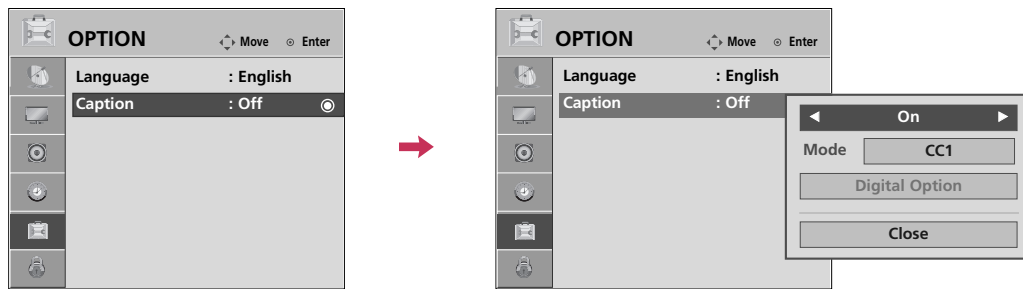 OPTION
Move
Enter
Language : English
Caption : Off
OPTION
Move
Enter
Language : English
Caption : Off
On
Mode CC1
Digital Option
Close